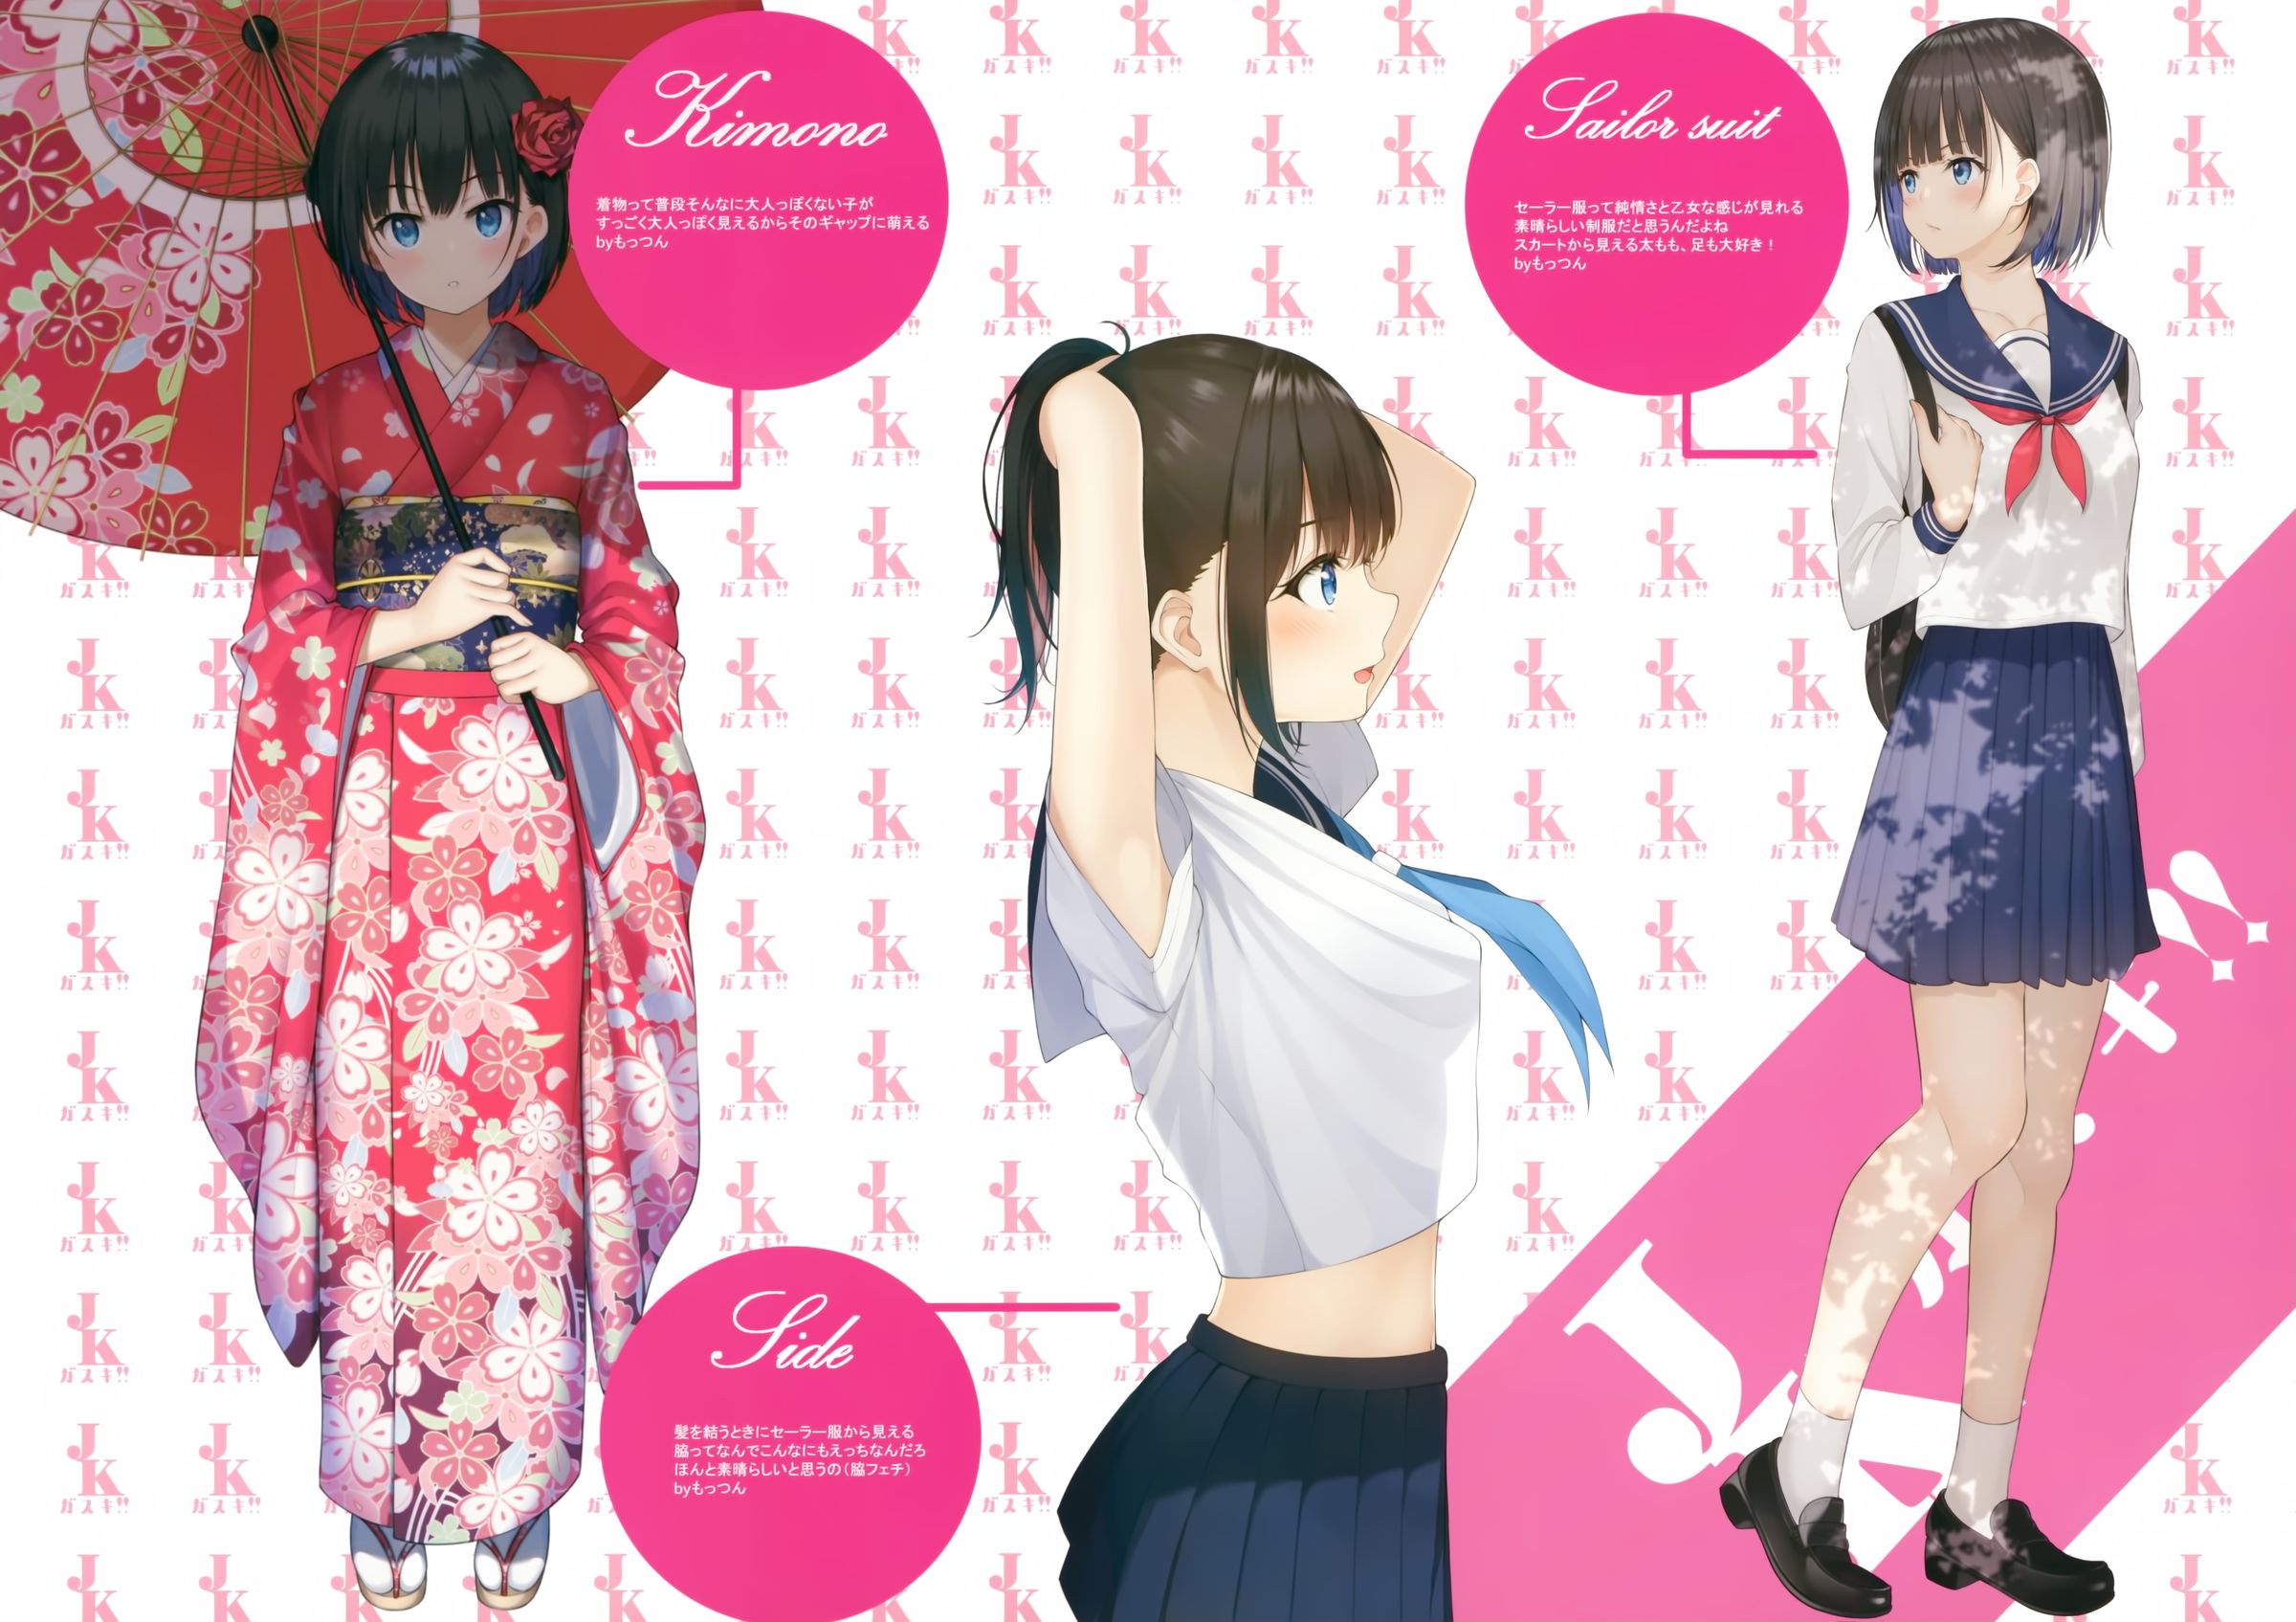 Kimono
着物って普段そんなに大人っぽくない子が
すっごく大人っぽく見えるからそのギャップに萌える
byもっつん
Sailor suit
セーラー服って純情さと乙女な感じが見れる
素晴らしい制服だと思うんだよね
スカートから見える太もも、足も大好き！
byもっつん
Side
髪を結うときにセーラー服から見える
脇ってなんでこんなにもえっちなんだろ
ほんと素晴らしいと思うの（脇フェチ）
byもっつん
JK
ガスキ!!